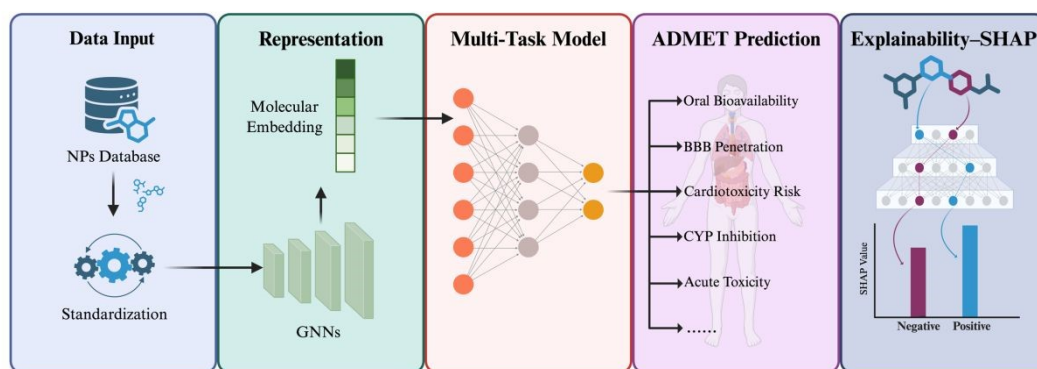 Data Input
NPs Database
Standardization
Representation
Molecular
Embedding
GNNs
Multi-Task Model
ADMET Prediction
Oral Bioavailability
BBB Penetration
Cardiotoxicity Risk
CYP Inhibition
Acute Toxicity
......
Explainability–SHAP
SHAP Value
Negative
Positive